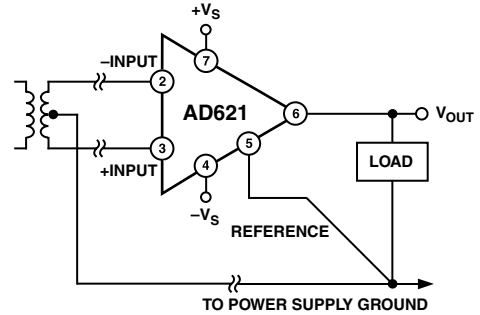 +VS
–INPUT
7
2
AD621
6
VOUT
3
5
LOAD
+INPUT
4
–VS
REFERENCE
TO POWER SUPPLY GROUND